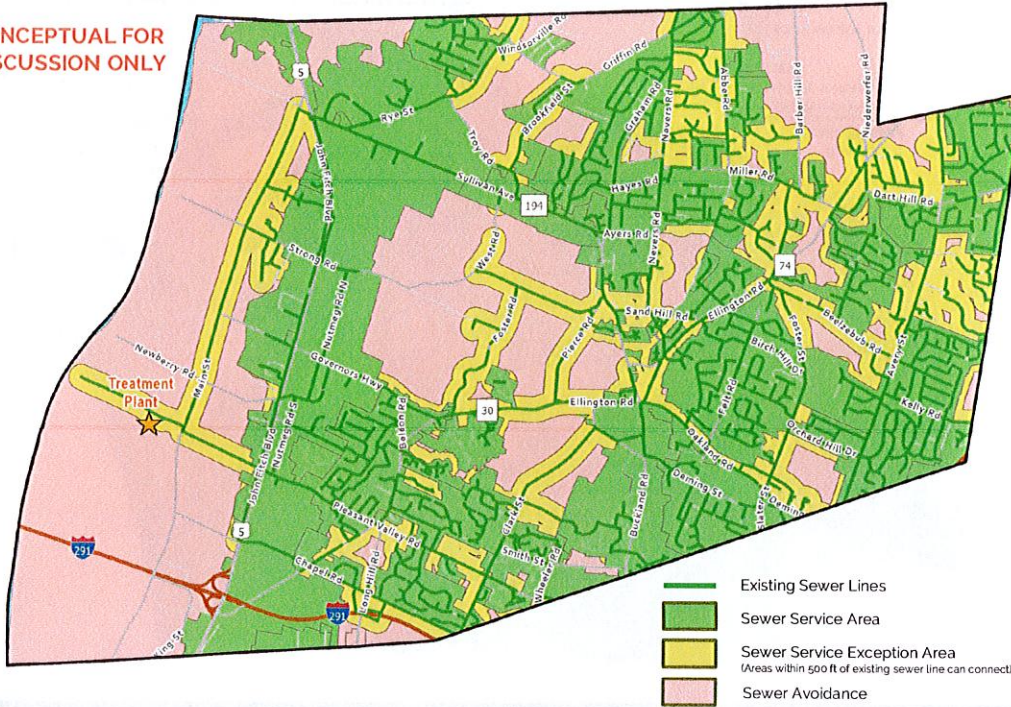 NCEPTUAL FOR
SCUSSION ONLY
5
Rye St
John Fitch Blvd
Windsorville Rd
Griffin Rd
Brookfield St
Troy Rd
Graham Rd
Nevers Rd
Abbe Rd
Barber Hill Rd
Niederwerfer Rd
Sullivan Ave
Hayes Rd
Miller Rd
Dart Hill Rd
194
Ayers Rd
Nevers Rd
Strong Rd
West Rd
74
Nutmeg Rd N
Foster Rd
Sand Hill Rd
Ellington Rd
Pierce Rd
Foster St
Beelzebub Rd
Birch Hill Dr
Avery St
Newberry Rd
Main St
Governors Hwy
Treatment
Plant
30
Ellington Rd
Felt Rd
Kelly Rd
Beldon Rd
Orchard Hill Dr
Oakland Rd
John Fitch Blvd
Nutmeg Rd S
Deming St
Slater St
Deming
Buckland Rd
Clark St
Pleasant Valley Rd
5
291
Smith St
Wheeler Rd
Chapel Rd
Long Hill Rd
291
King St
Existing Sewer Lines
Sewer Service Area
Sewer Service Exception Area
(Areas within 500 ft of existing sewer line can connect)
Sewer Avoidance